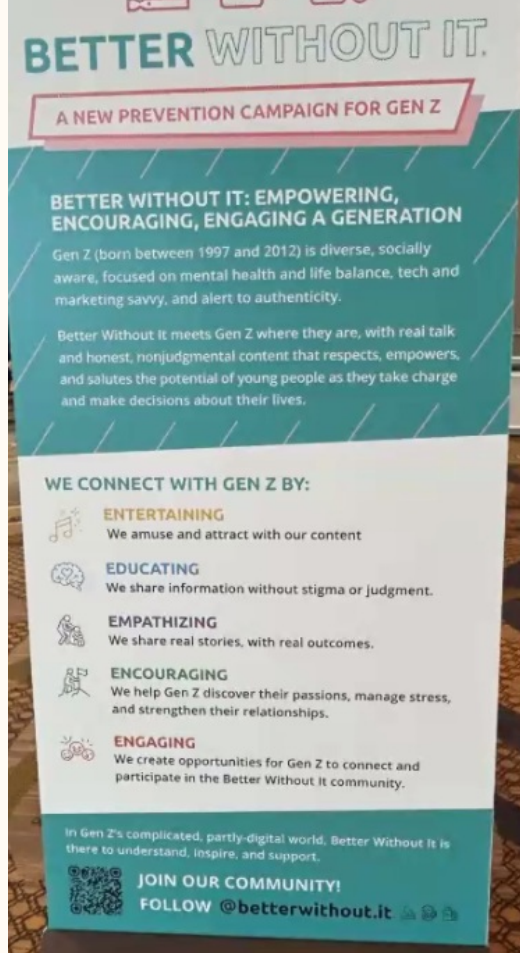 BETTER WITHOUT IT.
A NEW PREVENTION CAMPAIGN FOR GEN Z
BETTER WITHOUT IT: EMPOWERING,
ENCOURAGING, ENGAGING A GENERATION
Gen Z (born between 1997 and 2012) is diverse, socially
aware, focused on mental health and life balance, tech and
marketing savvy, and alert to authenticity.
Better Without It meets Gen Z where they are, with real talk
and honest, nonjudgmental content that respects, empowers,
and salutes the potential of young people as they take charge
and make decisions about their lives.
WE CONNECT WITH GEN Z BY:
ENTERTAINING
We amuse and attract with our content
EDUCATING
We share information without stigma or judgment.
EMPATHIZING
We share real stories, with real outcomes.
ENCOURAGING
We help Gen Z discover their passions, manage stress,
and strengthen their relationships.
ENGAGING
We create opportunities for Gen Z to connect and
participate in the Better Without It community.
In Gen Z's complicated, partly-digital world, Better Without It is
there to understand, inspire, and support.
JOIN OUR COMMUNITY!
FOLLOW @betterwithout.it